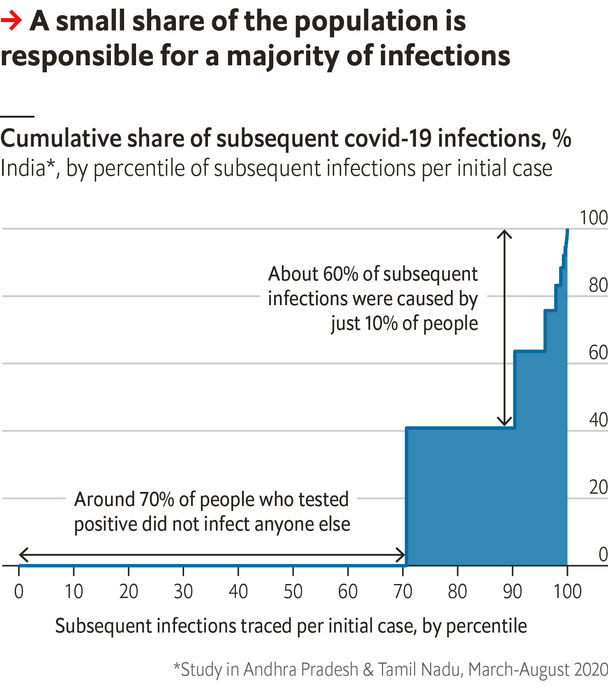 → A small share of the population is
responsible for a majority of infections
Cumulative share of subsequent covid-19 infections, %
India*, by percentile of subsequent infections per initial case
100
About 60% of subsequent
infections were caused by
just 10% of people
80
60
40
20
Around 70% of people who tested
positive did not infect anyone else
0
0 10 20 30 40 50 60 70 80 90 100
Subsequent infections traced per initial case, by percentile
*Study in Andhra Pradesh & Tamil Nadu, March-August 2020